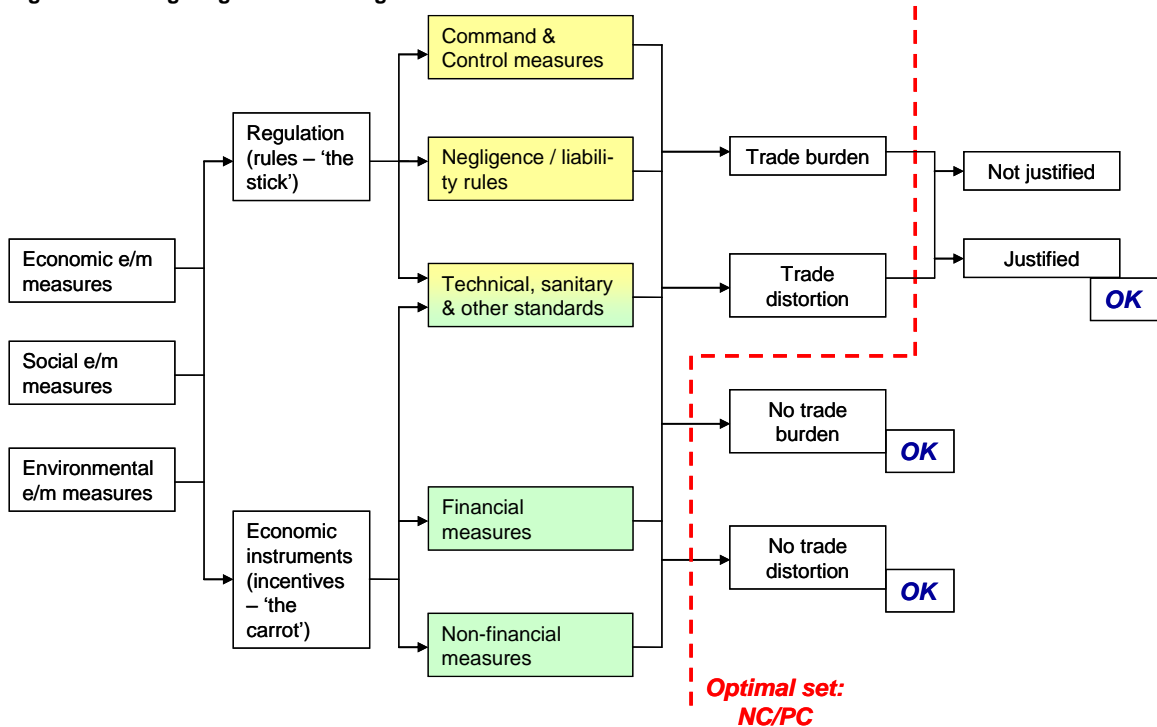 Command &
Control measures
Regulation
(rules – ‘the
stick’)
Negligence / liabili-
ty rules
Trade burden
Not justified
Economic e/m
measures
Technical, sanitary
& other standards
Trade
distortion
Justified
OK
Social e/m
measures
No trade
burden
OK
Environmental
e/m measures
Economic
instruments
(incentives
– ‘the
carrot’)
Financial
measures
No trade
distortion
OK
Non-financial
measures
Optimal set:
NC/PC